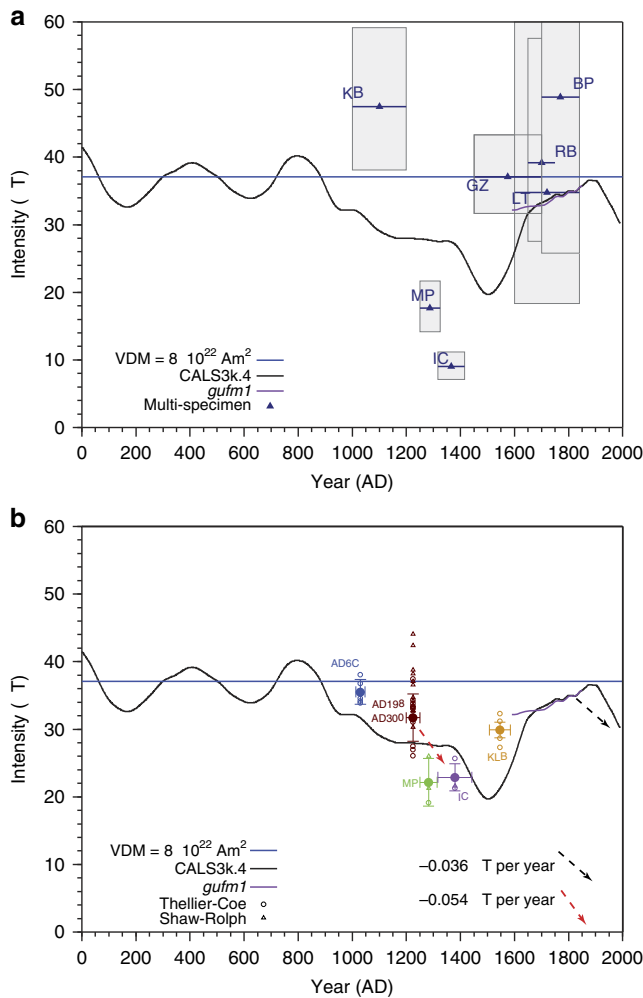 a
60
50
40
30
20
10
0
Intensity ( T)
KB
BP
RB
GZ
LT
MP
IC
VDM = 8 10²² Am²
CALS3k.4
gufm1
Multi-specimen
0 200 400 600 800 1000 1200 1400 1600 1800 2000
Year (AD)
b
60
50
40
30
20
10
0
Intensity ( T)
AD6C
AD198
AD300
MP
IC
KLB
VDM = 8 10²² Am²
CALS3k.4
gufm1
Thellier-Coe
Shaw-Rolph
–0.036 T per year
–0.054 T per year
0 200 400 600 800 1000 1200 1400 1600 1800 2000
Year (AD)